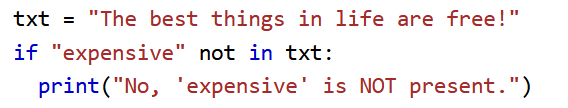 txt = "The best things in life are free!"
if "expensive" not in txt:
  print("No, 'expensive' is NOT present.")